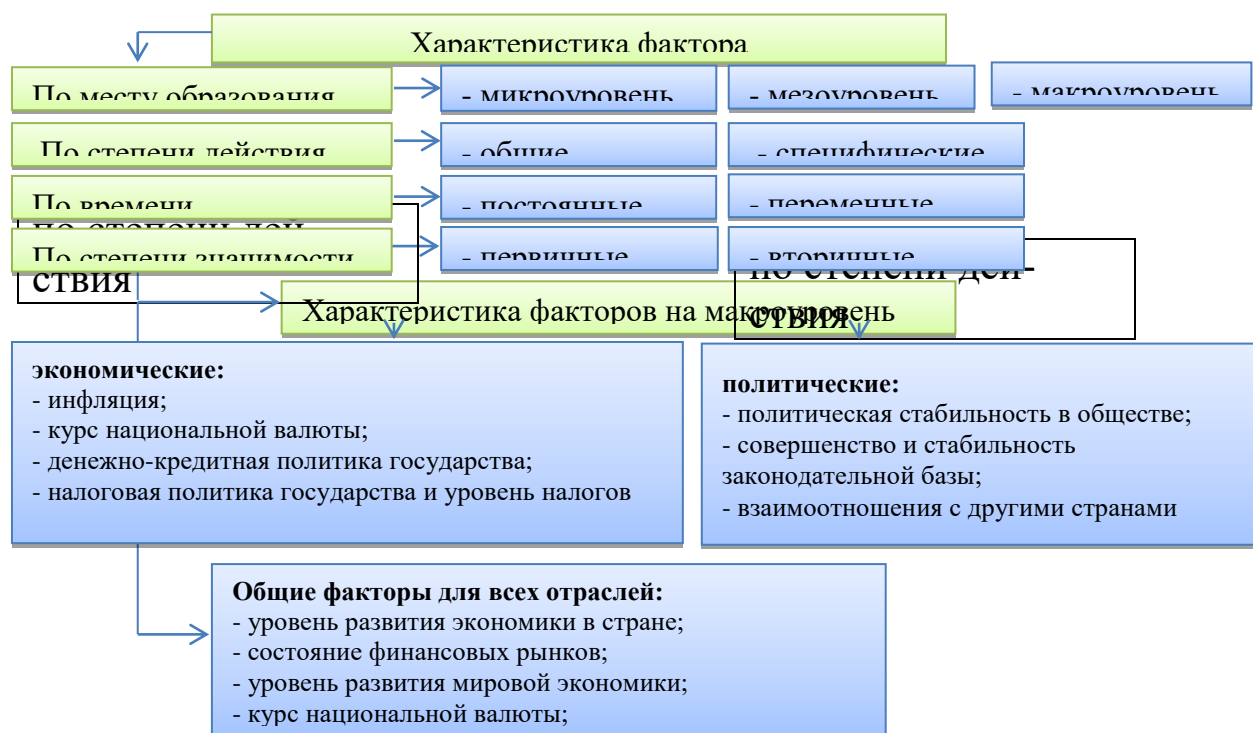 Характеристика фактора
По месту образования
- микроуровень
- мезоуровень
- макроуровень
По степени действия
- общие
- специфические
По времени
- постоянные
- переменные
по степени дей-
ствия
По степени значимости
- первичные
- вторичные
по степени дей-
ствия
Характеристика факторов на макроуровень
экономические:
- инфляция;
- курс национальной валюты;
- денежно-кредитная политика государства;
- налоговая политика государства и уровень налогов
политические:
- политическая стабильность в обществе;
- совершенство и стабильность
законодательной базы;
- взаимоотношения с другими странами
Общие факторы для всех отраслей:
- уровень развития экономики в стране;
- состояние финансовых рынков;
- уровень развития мировой экономики;
- курс национальной валюты;